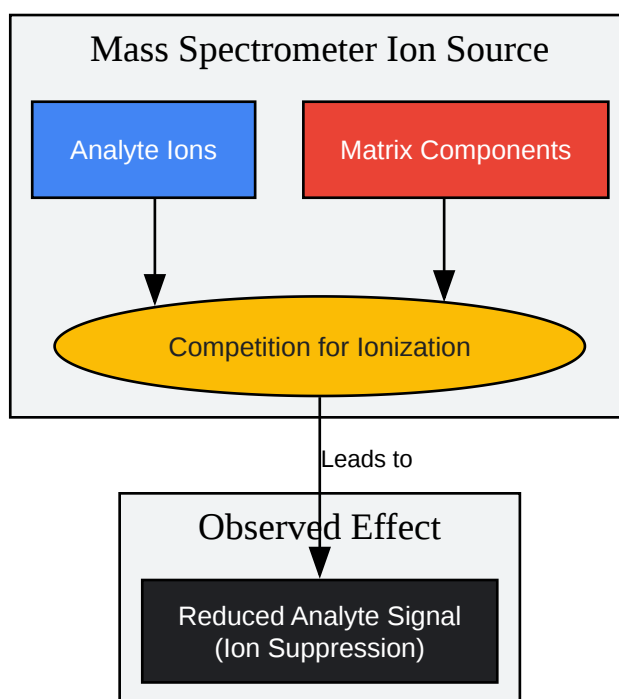 Mass Spectrometer Ion Source
Analyte Ions
Matrix Components
Competition for Ionization
Leads to
Observed Effect
Reduced Analyte Signal
(Ion Suppression)